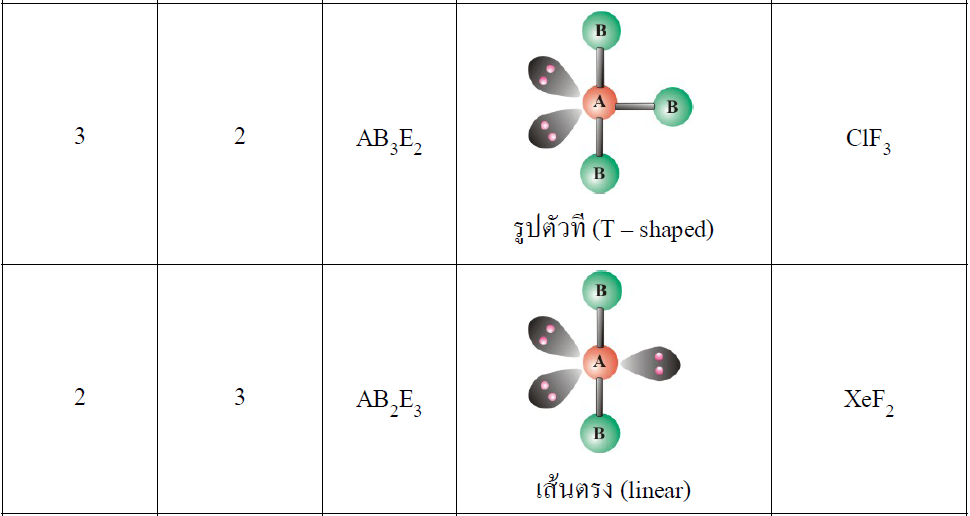 B
A B
B
3 2 AB₃E₂ ClF₃
รูปตัวที (T – shaped)
B
A
B
2 3 AB₂E₃ XeF₂
เส้นตรง (linear)